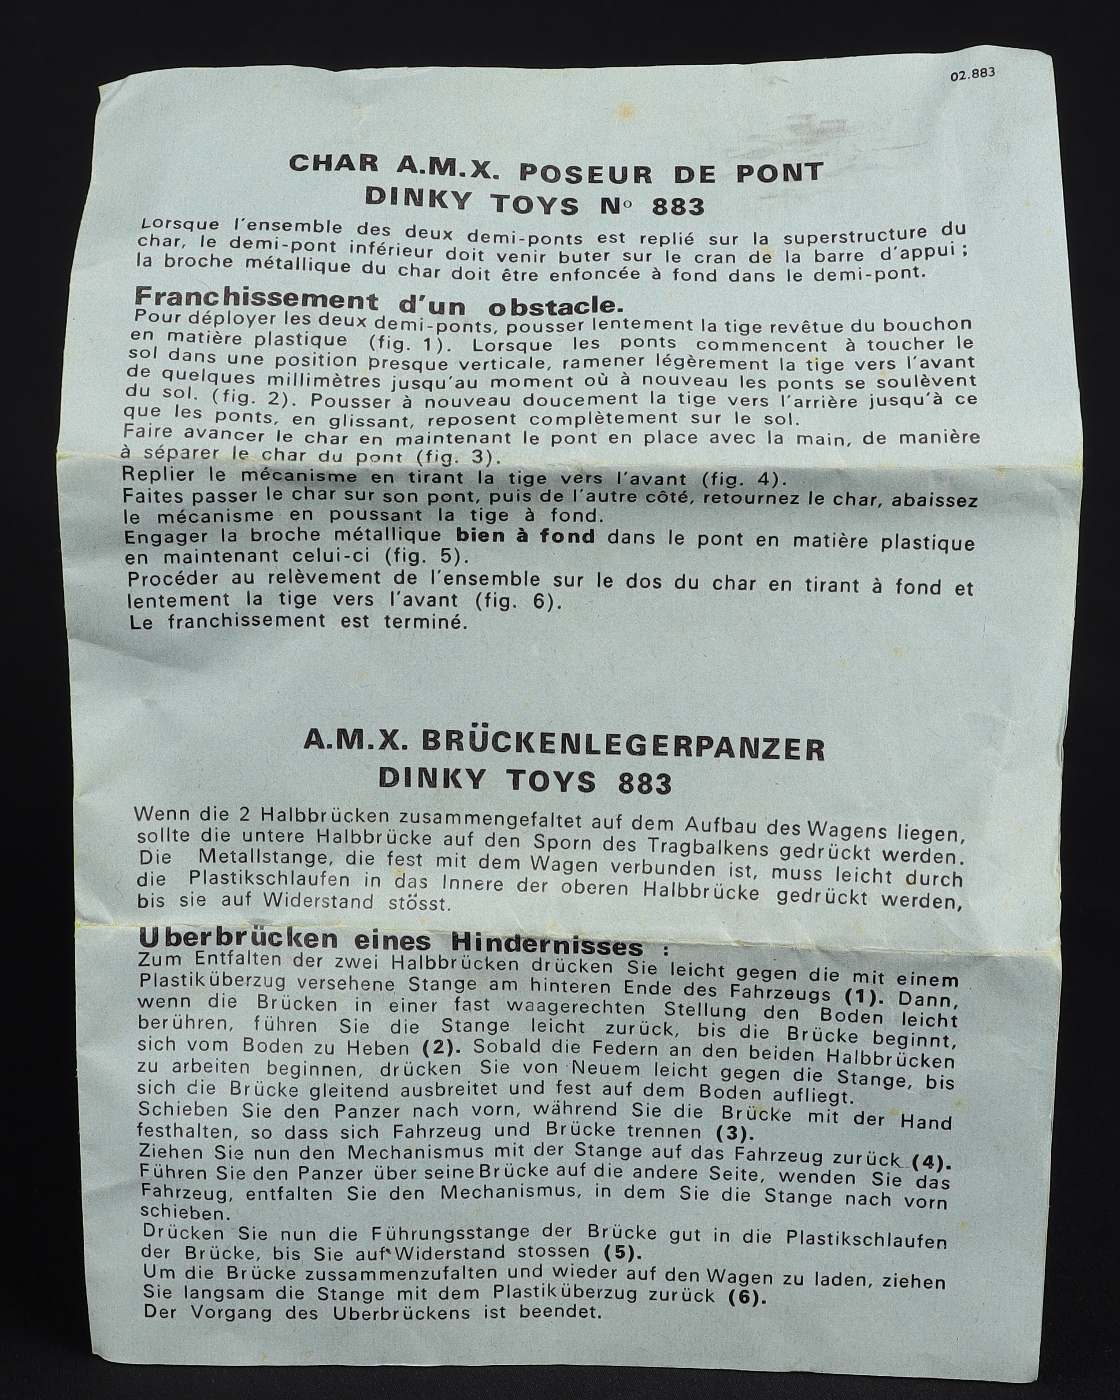 02.883
CHAR A.M.X. POSEUR DE PONT
DINKY TOYS Nº 883
Lorsque l'ensemble des deux demi-ponts est replié sur la superstructure du
char, le demi-pont inférieur doit venir buter sur le cran de la barre d'appui ;
la broche métallique du char doit être enfoncée à fond dans le demi-pont.
Franchissement d'un obstacle.
Pour déployer les deux demi-ponts, pousser lentement la tige revêtue du bouchon
en matière plastique (fig. 1). Lorsque les ponts commencent à toucher le
sol dans une position presque verticale, ramener légèrement la tige vers l'avant
de quelques millimètres jusqu'au moment où à nouveau les ponts se soulèvent
du sol. (fig. 2). Pousser à nouveau doucement la tige vers l'arrière jusqu'à ce
que les ponts, en glissant, reposent complètement sur le sol.
Faire avancer le char en maintenant le pont en place avec la main, de manière
à séparer le char du pont (fig. 3).
Replier le mécanisme en tirant la tige vers l'avant (fig. 4).
Faites passer le char sur son pont, puis de l'autre côté, retournez le char, abaissez
le mécanisme en poussant la tige à fond.
Engager la broche métallique bien à fond dans le pont en matière plastique
en maintenant celui-ci (fig. 5).
Procéder au relèvement de l'ensemble sur le dos du char en tirant à fond et
lentement la tige vers l'avant (fig. 6).
Le franchissement est terminé.
A.M.X. BRÜCKENLEGERPANZER
DINKY TOYS 883
Wenn die 2 Halbbrücken zusammengefaltet auf dem Aufbau des Wagens liegen,
sollte die untere Halbbrücke auf den Sporn des Tragbalkens gedrückt werden.
Die Metallstange, die fest mit dem Wagen verbunden ist, muss leicht durch
die Plastikschlaufen in das Innere der oberen Halbbrücke gedrückt werden,
bis sie auf Widerstand stösst.
Uberbrücken eines Hindernisses :
Zum Entfalten der zwei Halbbrücken drücken Sie leicht gegen die mit einem
Plastiküberzug versehene Stange am hinteren Ende des Fahrzeugs (1). Dann,
wenn die Brücken in einer fast waagerechten Stellung den Boden leicht
berühren, führen Sie die Stange leicht zurück, bis die Brücke beginnt,
sich vom Boden zu Heben (2). Sobald die Federn an den beiden Halbbrücken
zu arbeiten beginnen, drücken Sie von Neuem leicht gegen die Stange, bis
sich die Brücke gleitend ausbreitet und fest auf dem Boden aufliegt.
Schieben Sie den Panzer nach vorn, während Sie die Brücke mit der Hand
festhalten, so dass sich Fahrzeug und Brücke trennen (3).
Ziehen Sie nun den Mechanismus mit der Stange auf das Fahrzeug zurück (4).
Führen Sie den Panzer über seine Brücke auf die andere Seite, wenden Sie das
Fahrzeug, entfalten Sie den Mechanismus, in dem Sie die Stange nach vorn
schieben.
Drücken Sie nun die Führungsstange der Brücke gut in die Plastikschlaufen
der Brücke, bis Sie auf Widerstand stossen (5).
Um die Brücke zussammenzufalten und wieder auf den Wagen zu laden, ziehen
Sie langsam die Stange mit dem Plastiküberzug zurück (6).
Der Vorgang des Uberbrückens ist beendet.